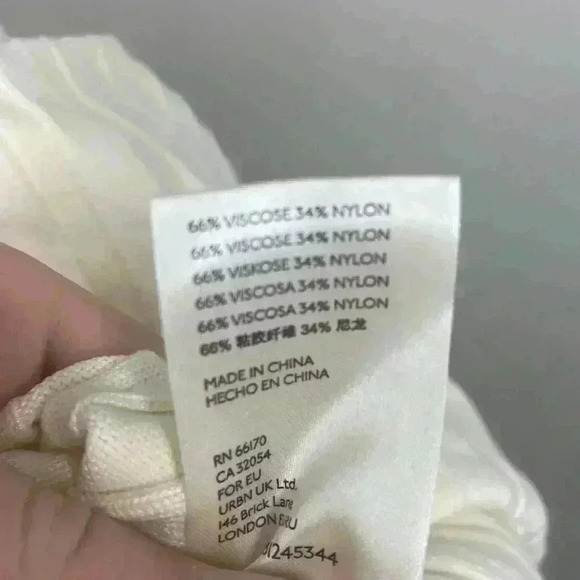 66% VISCOSE 34% NYLON
66% VISCOSE 34% NYLON
66% VISKOSE 34% NYLON
66% VISCOSA 34% NYLON
66% VISCOSA 34% NYLON
66% 粘胶纤维 34% 尼龙
MADE IN CHINA
HECHO EN CHINA
RN 66170
CA 32054
FOR EU
URBN UK Ltd.
146 Brick Lane
LONDON